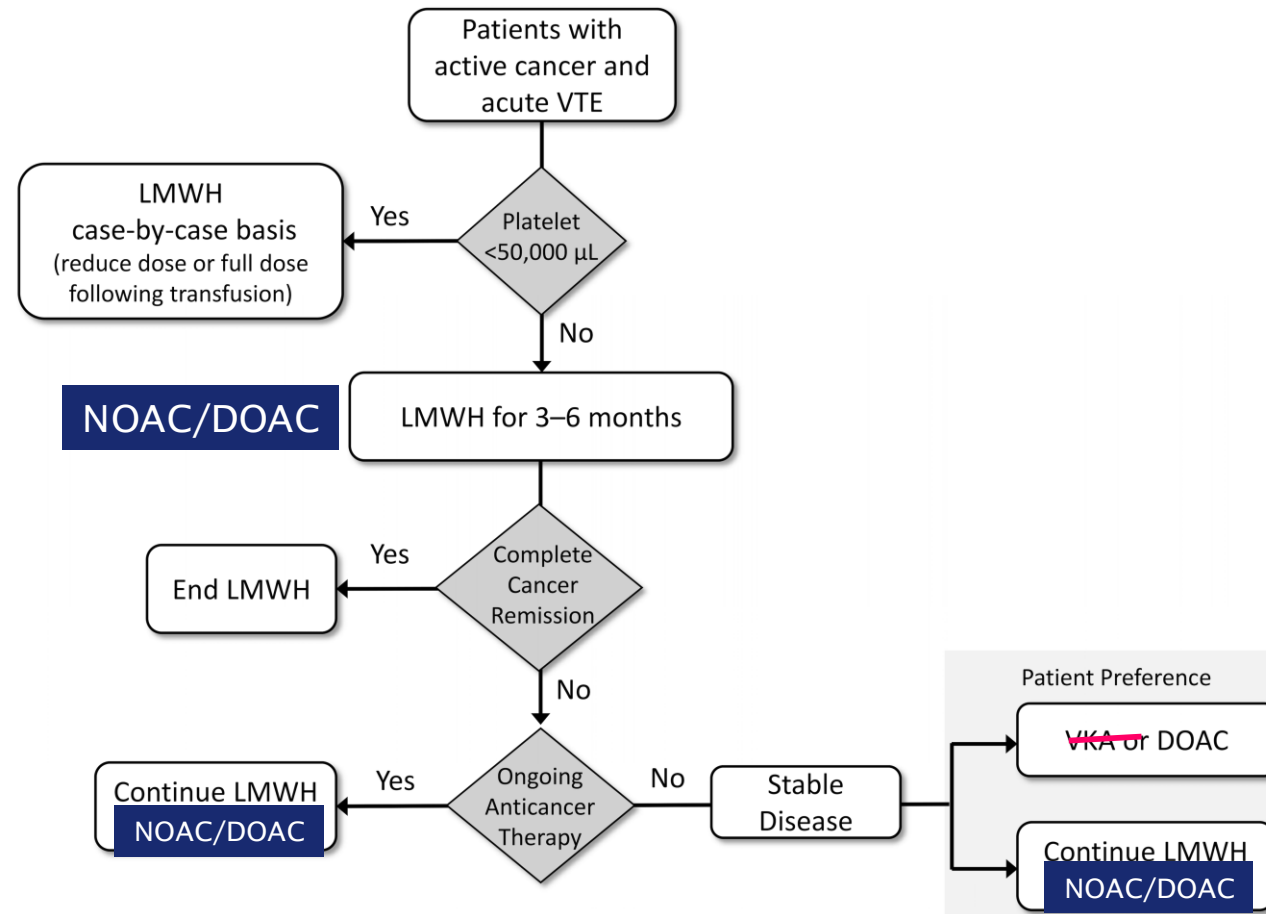 Patients with
active cancer and
acute VTE
LMWH
case-by-case basis
(reduce dose or full dose
following transfusion)
Yes
Platelet
<50,000 µL
No
NOAC/DOAC
LMWH for 3–6 months
End LMWH
Yes
Complete
Cancer
Remission
No
Continue LMWH
NOAC/DOAC
Yes
Ongoing
Anticancer
Therapy
No
Stable
Disease
Patient Preference
VKA or DOAC
Continue LMWH
NOAC/DOAC